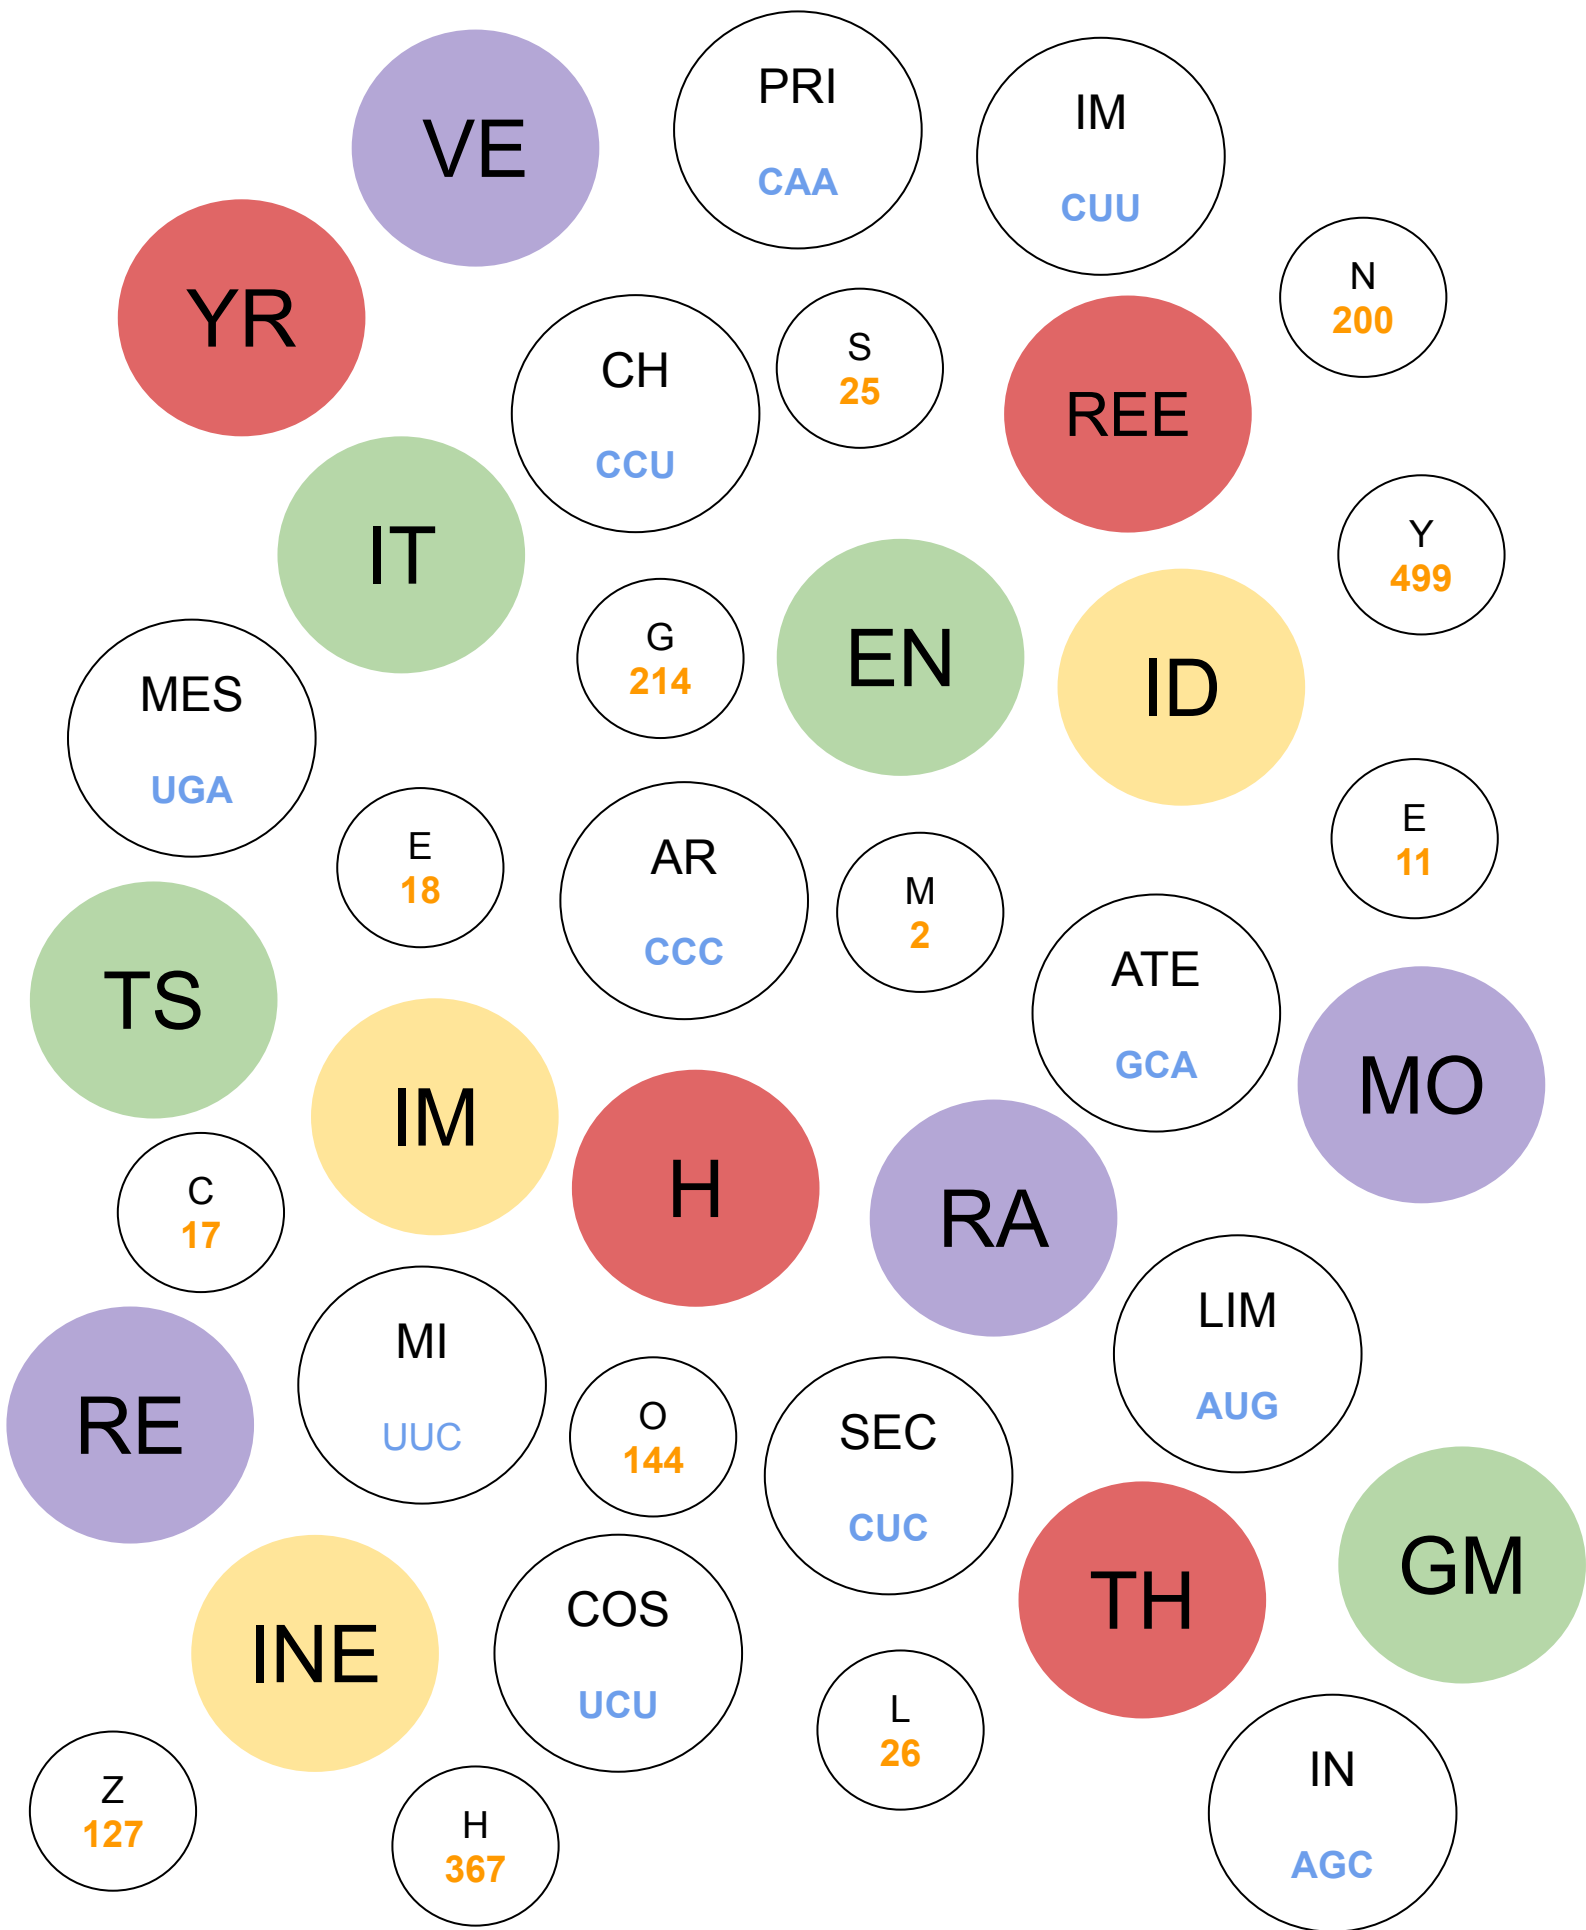 PRI
CAA
IM
CUU
VE
N
200
YR
S
25
CH
CCU
REE
IT
Y
499
G
214
EN
ID
MES
UGA
E
18
AR
CCC
M
2
E
11
ATE
GCA
TS
MO
IM
H
C
17
RA
LIM
AUG
MI
UUC
RE
O
144
SEC
CUC
GM
TH
COS
UCU
INE
L
26
IN
AGC
Z
127
H
367